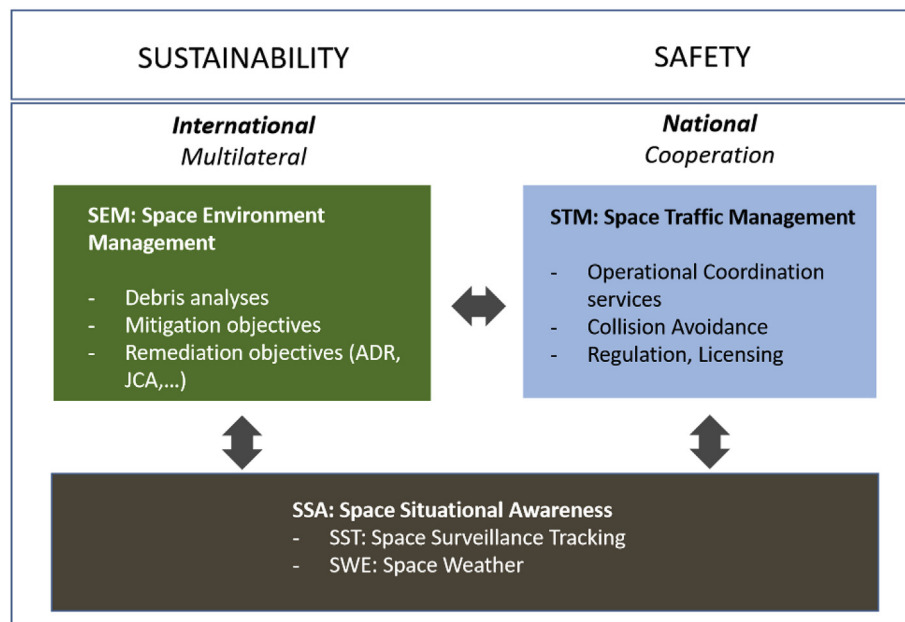 SUSTAINABILITY
SAFETY
International
Multilateral
National
Cooperation
SEM: Space Environment
Management
- Debris analyses
- Mitigation objectives
- Remediation objectives (ADR,
JCA,...)
STM: Space Traffic Management
- Operational Coordination
services
- Collision Avoidance
- Regulation, Licensing
SSA: Space Situational Awareness
- SST: Space Surveillance Tracking
- SWE: Space Weather